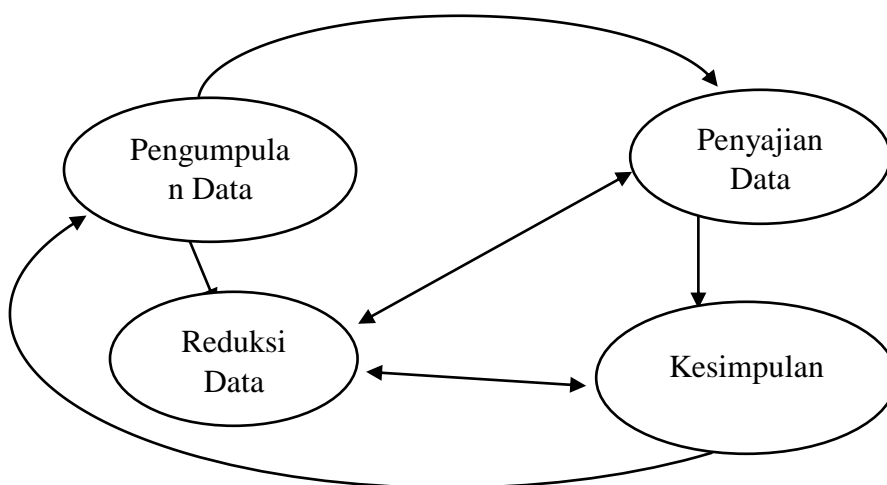 Pengumpula
n Data
Penyajian
Data
Reduksi
Data
Kesimpulan